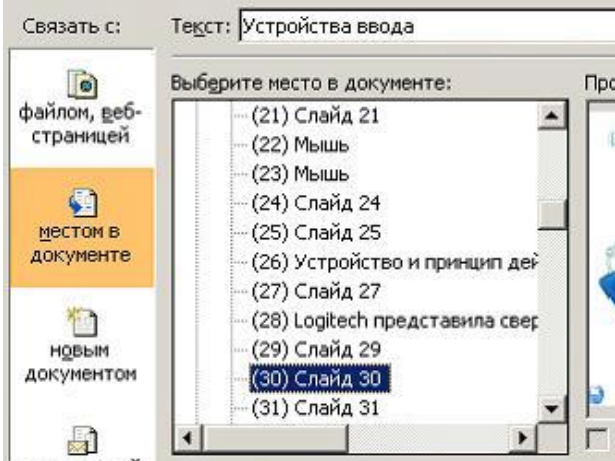 Связать с:
Текст: Устройства ввода
файлом, веб-
страницей
местом в
документе
новым
документом
Выберите место в документе:
(21) Слайд 21
(22) Мышь
(23) Мышь
(24) Слайд 24
(25) Слайд 25
(26) Устройство и принцип дей
(27) Слайд 27
(28) Logitech представила свер
(29) Слайд 29
(30) Слайд 30
(31) Слайд 31
Про